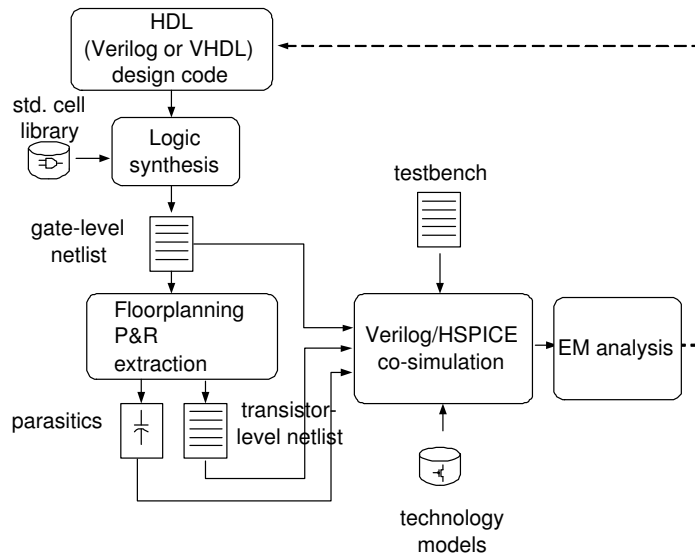 HDL
(Verilog or VHDL)
design code
std. cell
library
Logic
synthesis
testbench
gate-level
netlist
Floorplanning
P&R
extraction
Verilog/HSPICE
co-simulation
EM analysis
parasitics
transistor-
level netlist
technology
models